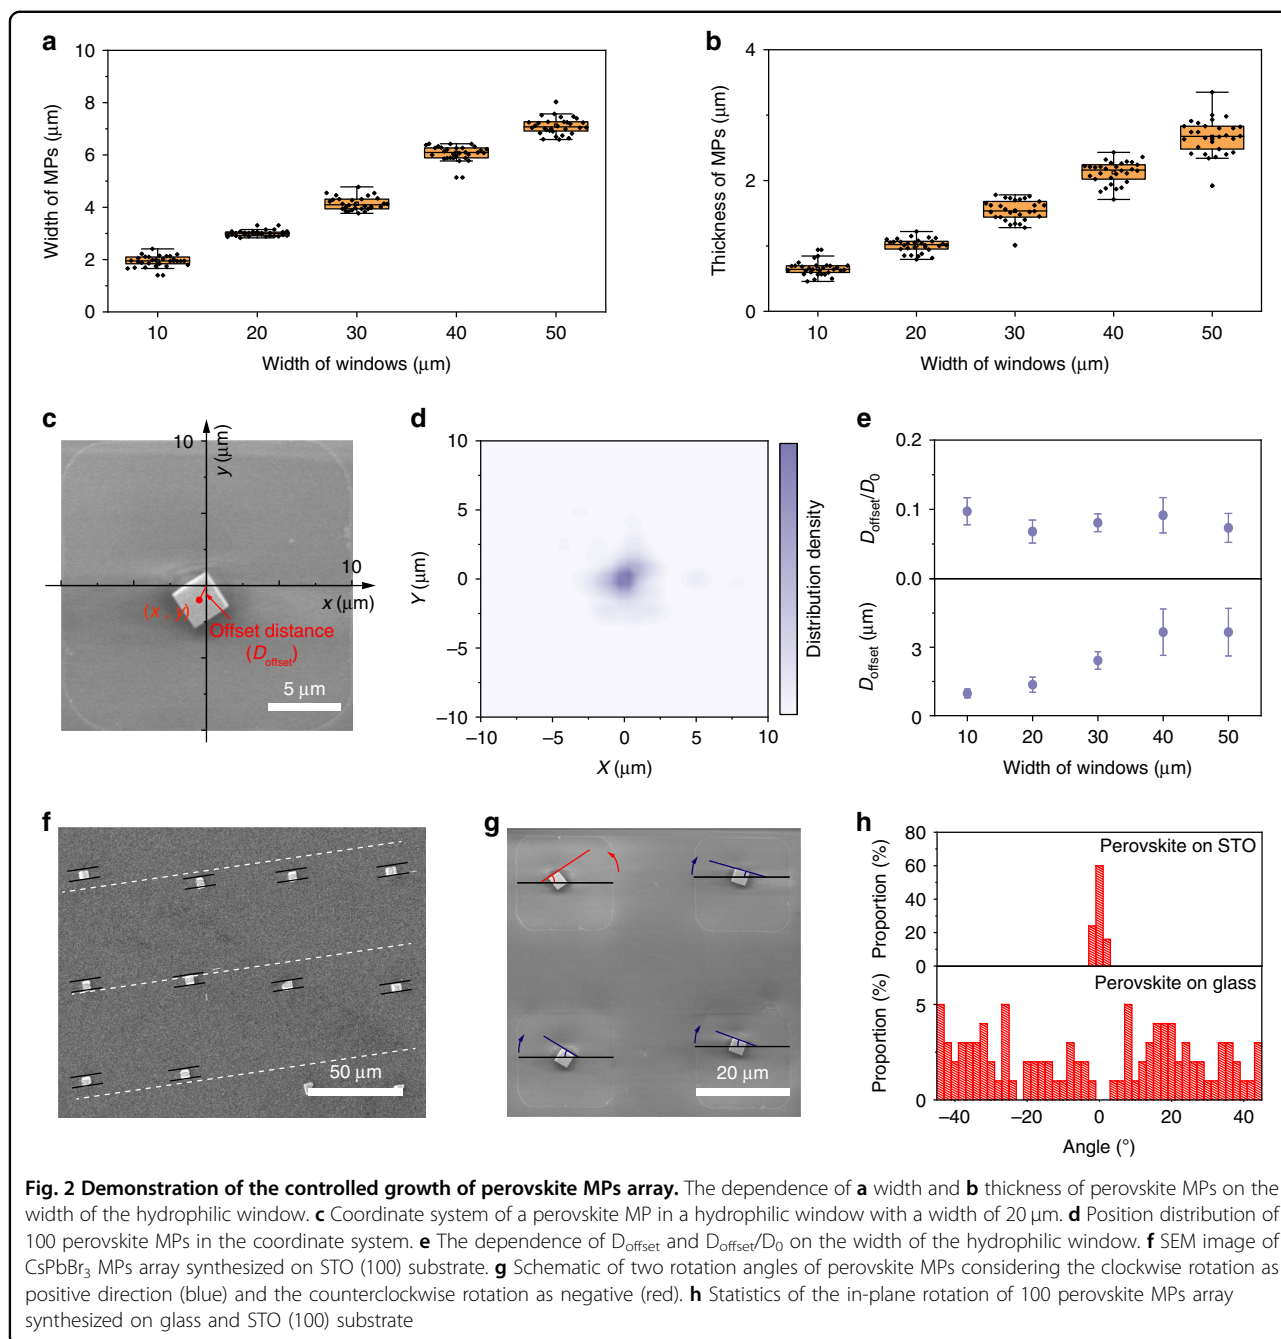 a
10
8
6
4
2
0
Width of MPs (μm)
10 20 30 40 50
Width of windows (μm)
b
4
2
0
Thickness of MPs (μm)
10 20 30 40 50
Width of windows (μm)
c
10
y (μm)
10
x (μm)
(x , y)
Offset distance
(D_offset)
5 μm
d
10
5
0
−5
−10
Y (μm)
−10 −5 0 5 10
X (μm)
Distribution density
e
0.2
0.1
0.0
D_offset/D_0
3
0
D_offset (μm)
10 20 30 40 50
Width of windows (μm)
f
50 μm
g
20 μm
h
80
60
40
20
0
Proportion (%)
Perovskite on STO
5
0
Proportion (%)
Perovskite on glass
−40 −20 0 20 40
Angle (°)
Fig. 2 Demonstration of the controlled growth of perovskite MPs array. The dependence of a width and b thickness of perovskite MPs on the
width of the hydrophilic window. c Coordinate system of a perovskite MP in a hydrophilic window with a width of 20 μm. d Position distribution of
100 perovskite MPs in the coordinate system. e The dependence of D_offset and D_offset/D_0 on the width of the hydrophilic window. f SEM image of
CsPbBr₃ MPs array synthesized on STO (100) substrate. g Schematic of two rotation angles of perovskite MPs considering the clockwise rotation as
positive direction (blue) and the counterclockwise rotation as negative (red). h Statistics of the in-plane rotation of 100 perovskite MPs array
synthesized on glass and STO (100) substrate